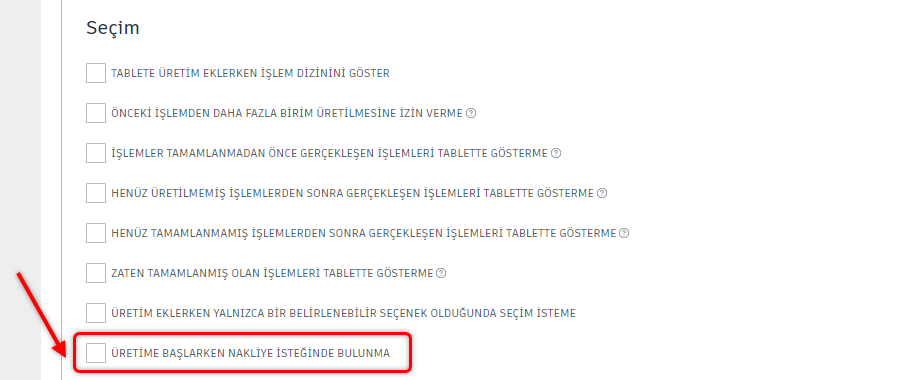 Seçim
TABLETE ÜRETİM EKLERKEN İŞLEM DİZİNİNİ GÖSTER
ÖNCEKİ İŞLEMDEN DAHA FAZLA BİRİM ÜRETİLMESİNE İZİN VERME ?
İŞLEMLER TAMAMLANMADAN ÖNCE GERÇEKLEŞEN İŞLEMLERİ TABLETTE GÖSTERME ?
HENÜZ ÜRETİLMEMİŞ İŞLEMLERDEN SONRA GERÇEKLEŞEN İŞLEMLERİ TABLETTE GÖSTERME ?
HENÜZ TAMAMLANMAMIŞ İŞLEMLERDEN SONRA GERÇEKLEŞEN İŞLEMLERİ TABLETTE GÖSTERME ?
ZATEN TAMAMLANMIŞ OLAN İŞLEMLERİ TABLETTE GÖSTERME ?
ÜRETİM EKLERKEN YALNIZCA BİR BELİRLENEBİLİR SEÇENEK OLDUĞUNDA SEÇİM İSTEME
ÜRETİME BAŞLARKEN NAKLİYE İSTEĞİNDE BULUNMA